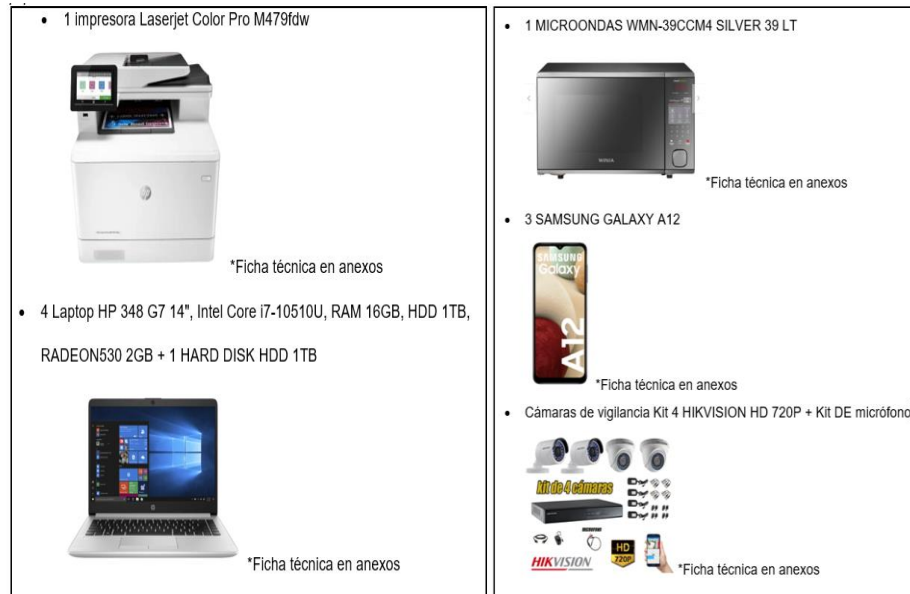 1 impresora Laserjet Color Pro M479fdw
*Ficha técnica en anexos
4 Laptop HP 348 G7 14", Intel Core i7-10510U, RAM 16GB, HDD 1TB,
RADEON530 2GB + 1 HARD DISK HDD 1TB
*Ficha técnica en anexos
1 MICROONDAS WMN-39CCM4 SILVER 39 LT
WINIA
*Ficha técnica en anexos
3 SAMSUNG GALAXY A12
SAMSUNG
Galaxy
A12
*Ficha técnica en anexos
Cámaras de vigilancia Kit 4 HIKVISION HD 720P + Kit DE micrófono
kit de 4 cámaras
MICROFONO
HIKVISION
HD
720P
*Ficha técnica en anexos